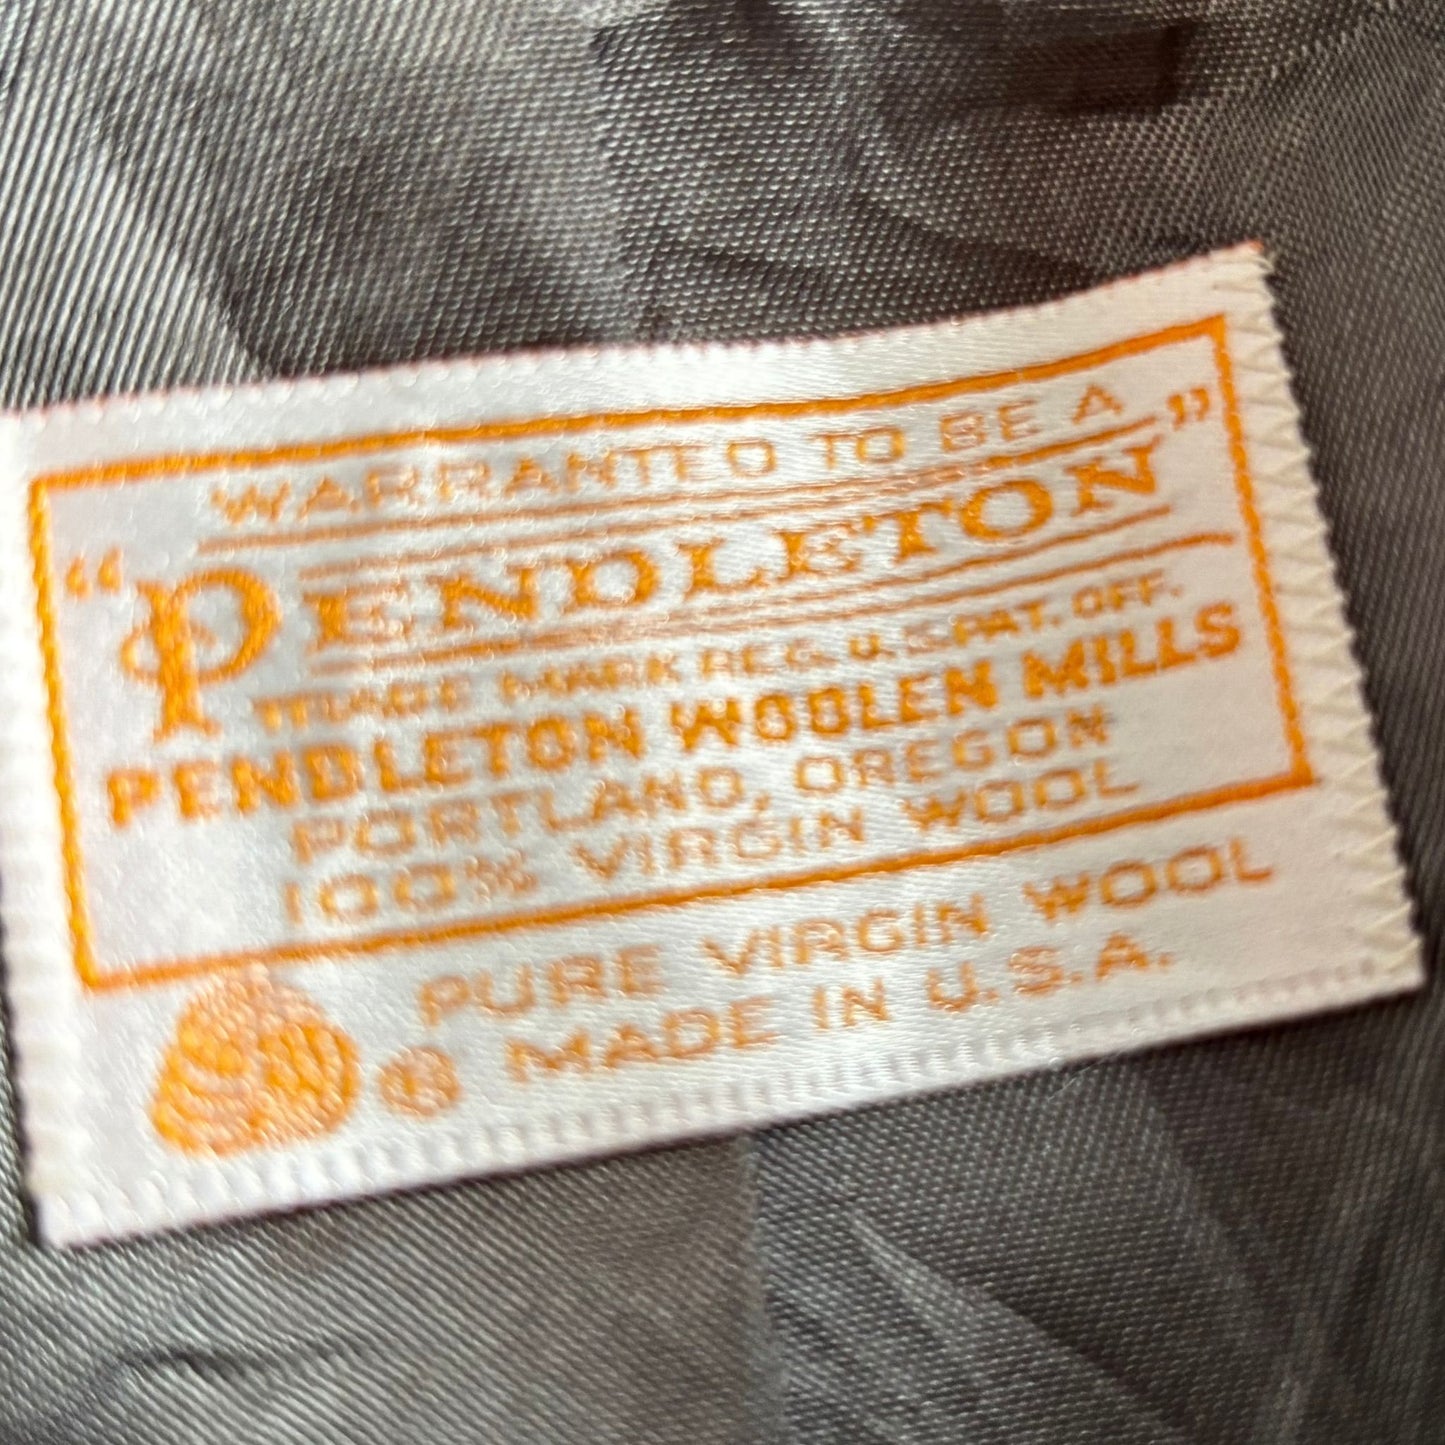 WARRANTED TO BE A
"PENDLETON"
TRADE MARK REG. U.S. PAT. OFF.
PENDLETON WOOLEN MILLS
PORTLAND, OREGON
100% VIRGIN WOOL
PURE VIRGIN WOOL
® MADE IN U.S.A.